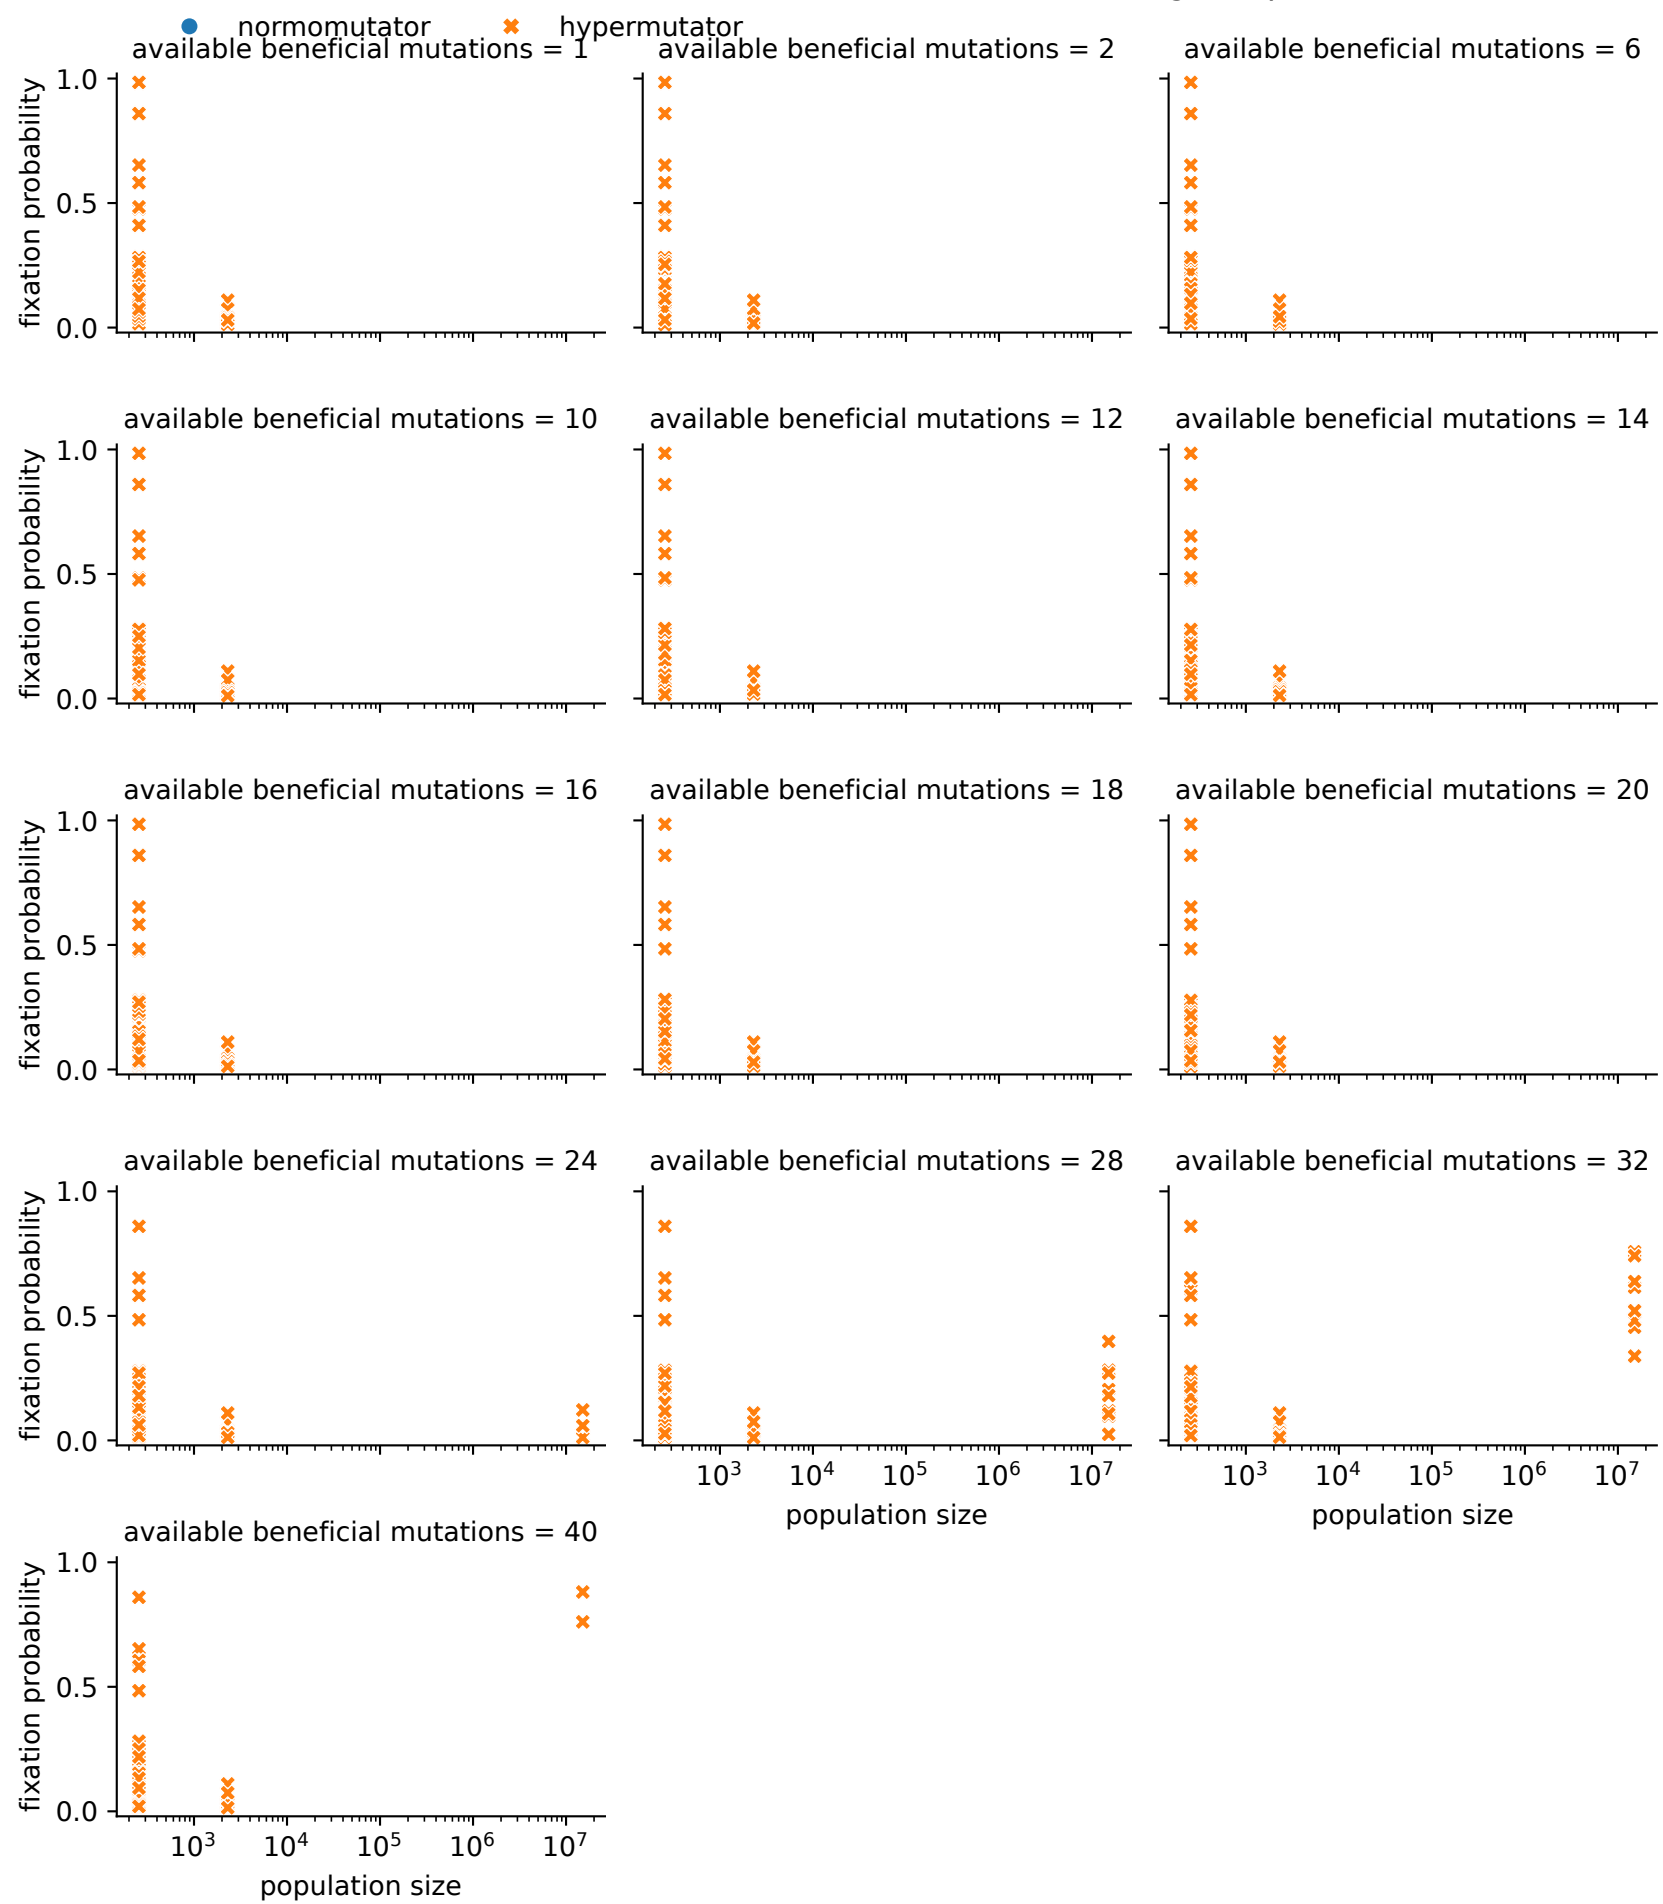 normomutator hypermutator
available beneficial mutations = 1 available beneficial mutations = 2 available beneficial mutations = 6
fixation probability
1.0
0.5
0.0
available beneficial mutations = 10 available beneficial mutations = 12 available beneficial mutations = 14
fixation probability
1.0
0.5
0.0
available beneficial mutations = 16 available beneficial mutations = 18 available beneficial mutations = 20
fixation probability
1.0
0.5
0.0
available beneficial mutations = 24 available beneficial mutations = 28 available beneficial mutations = 32
fixation probability
1.0
0.5
0.0
10³ 10⁴ 10⁵ 10⁶ 10⁷ 10³ 10⁴ 10⁵ 10⁶ 10⁷
population size population size
available beneficial mutations = 40
fixation probability
1.0
0.5
0.0
10³ 10⁴ 10⁵ 10⁶ 10⁷
population size